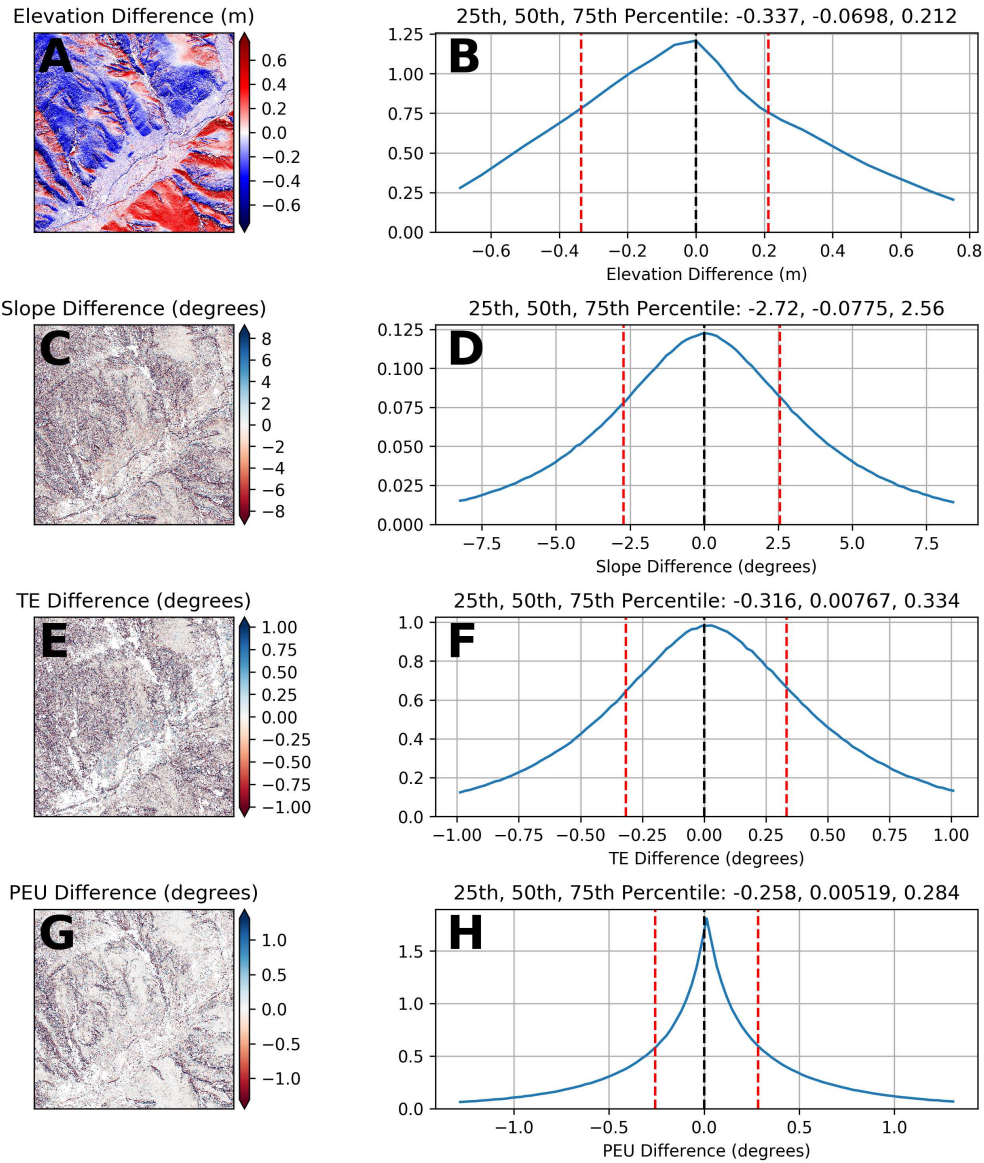 Elevation Difference (m)
A
0.6
0.4
0.2
0.0
−0.2
−0.4
−0.6
25th, 50th, 75th Percentile: -0.337, -0.0698, 0.212
B
1.25
1.00
0.75
0.50
0.25
0.00
−0.6 −0.4 −0.2 0.0 0.2 0.4 0.6 0.8
Elevation Difference (m)
Slope Difference (degrees)
C
8
6
4
2
0
−2
−4
−6
−8
25th, 50th, 75th Percentile: -2.72, -0.0775, 2.56
D
0.125
0.100
0.075
0.050
0.025
0.000
−7.5 −5.0 −2.5 0.0 2.5 5.0 7.5
Slope Difference (degrees)
TE Difference (degrees)
E
1.00
0.75
0.50
0.25
0.00
−0.25
−0.50
−0.75
−1.00
25th, 50th, 75th Percentile: -0.316, 0.00767, 0.334
F
1.0
0.8
0.6
0.4
0.2
0.0
−1.00 −0.75 −0.50 −0.25 0.00 0.25 0.50 0.75 1.00
TE Difference (degrees)
PEU Difference (degrees)
G
1.0
0.5
0.0
−0.5
−1.0
25th, 50th, 75th Percentile: -0.258, 0.00519, 0.284
H
1.5
1.0
0.5
0.0
−1.0 −0.5 0.0 0.5 1.0
PEU Difference (degrees)